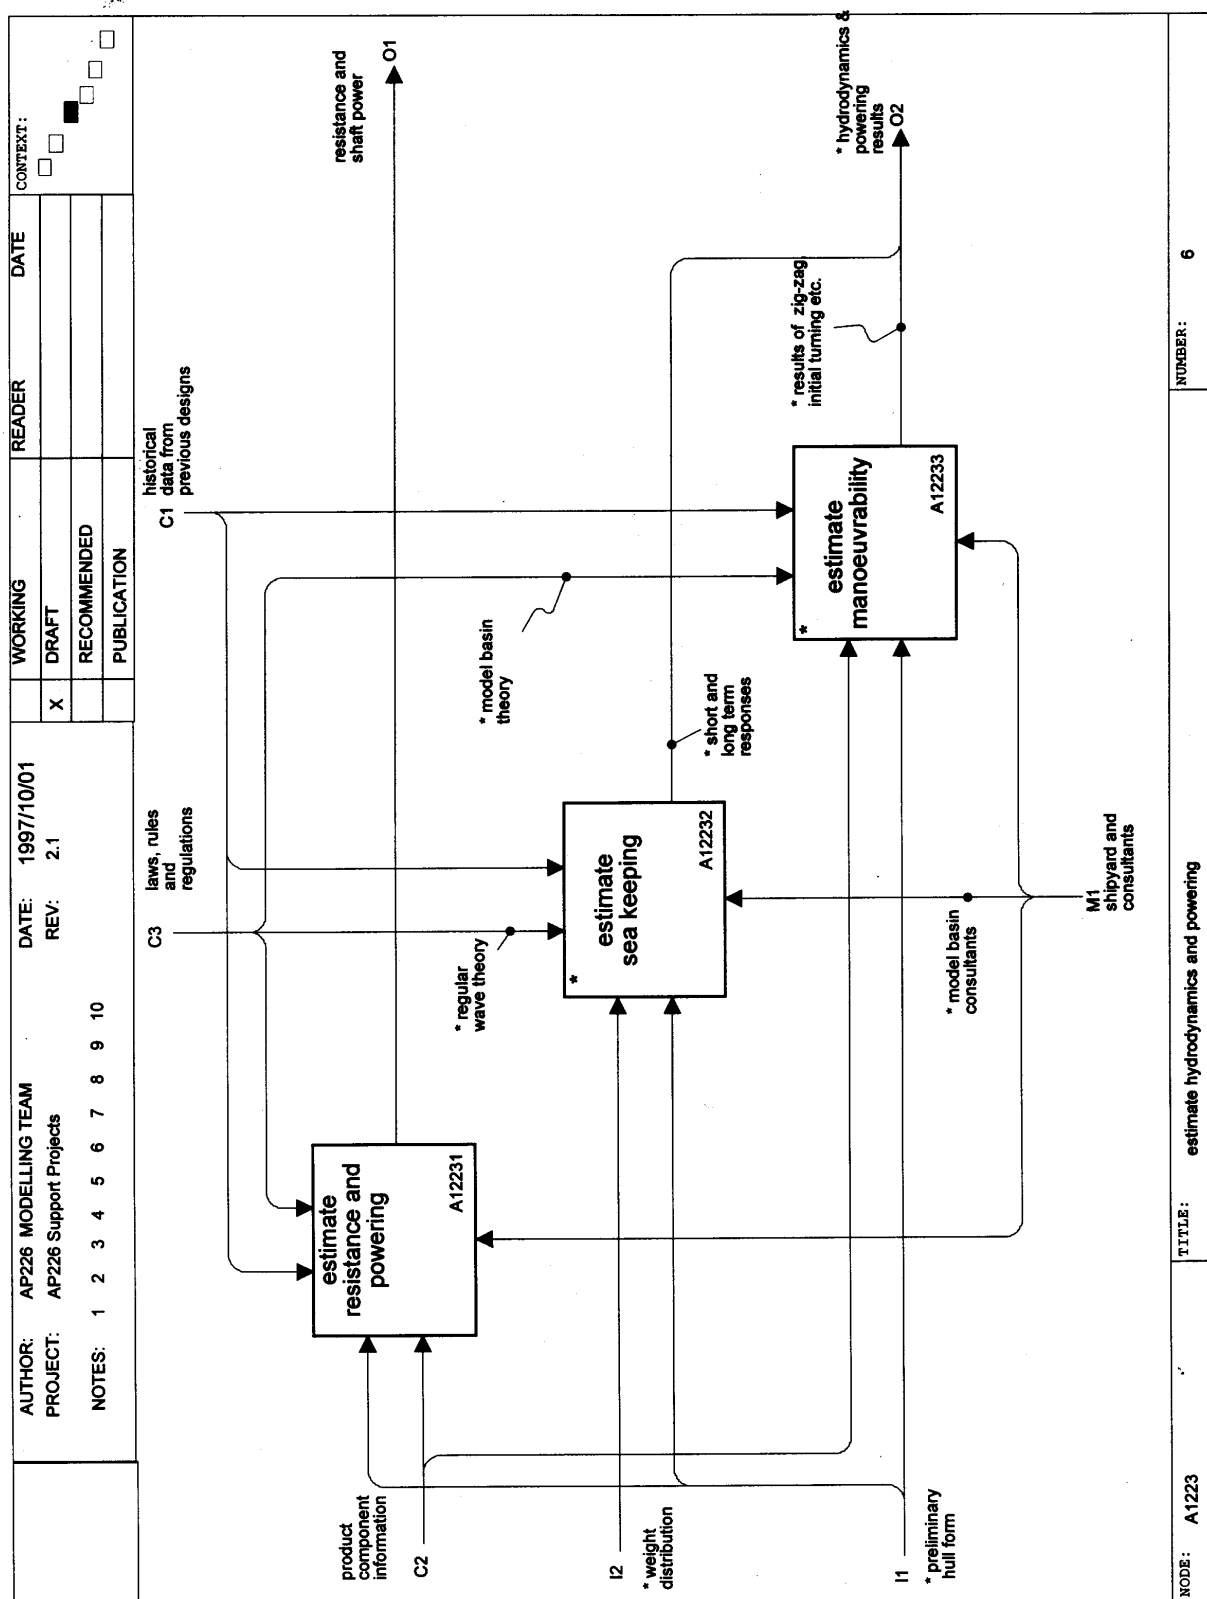 AUTHOR: AP226 MODELLING TEAM
DATE: 1997/10/01
WORKING
READER
DATE
CONTEXT:
PROJECT: AP226 Support Projects
REV: 2.1
X
DRAFT
RECOMMENDED
PUBLICATION
NOTES: 1 2 3 4 5 6 7 8 9 10
C3
laws, rules
and
regulations
C1
historical
data from
previous designs
resistance and
shaft power
O1
product
component
information
C2
estimate
resistance and
powering
A12231
* regular
wave theory
* model basin
theory
I2
* weight
distribution
*
estimate
sea keeping
A12232
* short and
long term
responses
* results of zig-zag,
initial turning etc.
* hydrodynamics &
powering
results
O2
*
estimate
manoeuvrability
A12233
I1
* preliminary
hull form
* model basin
consultants
M1
shipyard and
consultants
NODE: A1223
TITLE: estimate hydrodynamics and powering
NUMBER: 6